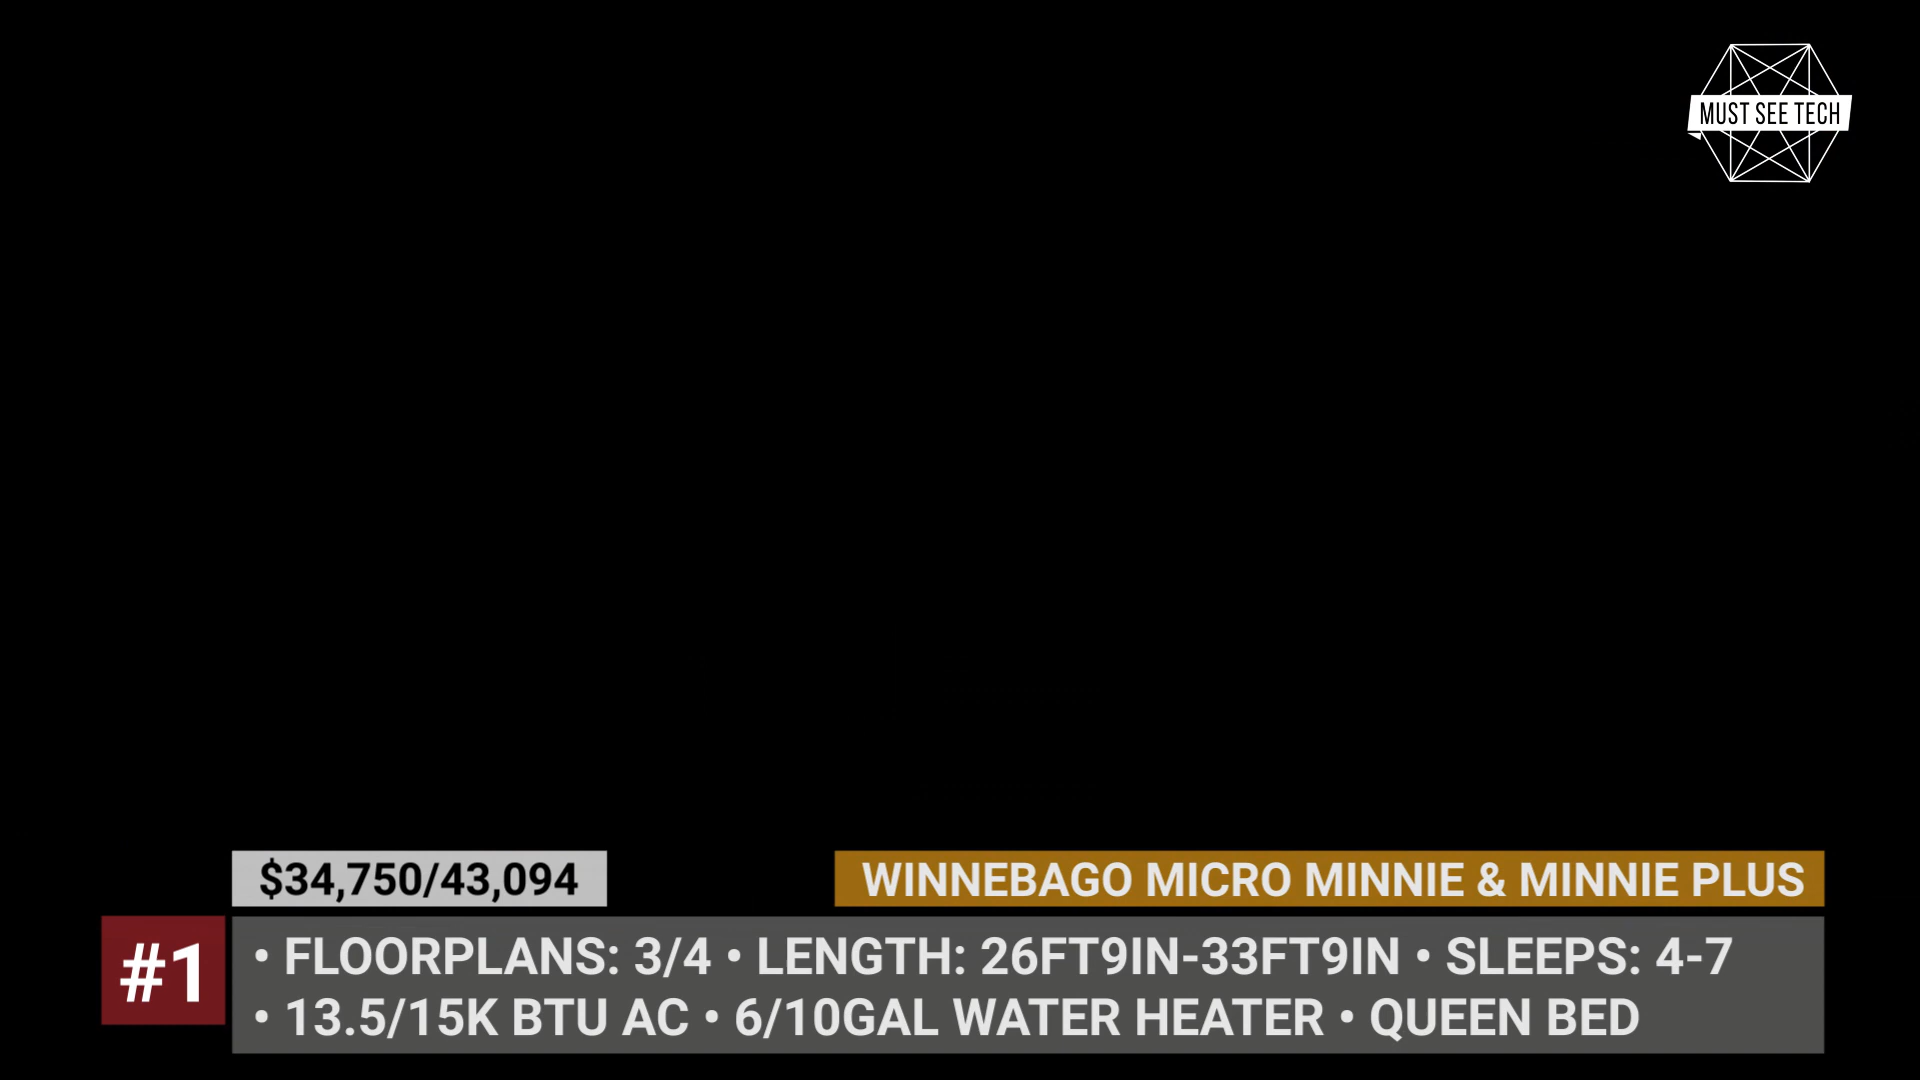 MUST SEE TECH
$34,750/43,094
WINNEBAGO MICRO MINNIE & MINNIE PLUS
#1
• FLOORPLANS: 3/4 • LENGTH: 26FT9IN-33FT9IN • SLEEPS: 4-7
• 13.5/15K BTU AC • 6/10GAL WATER HEATER • QUEEN BED